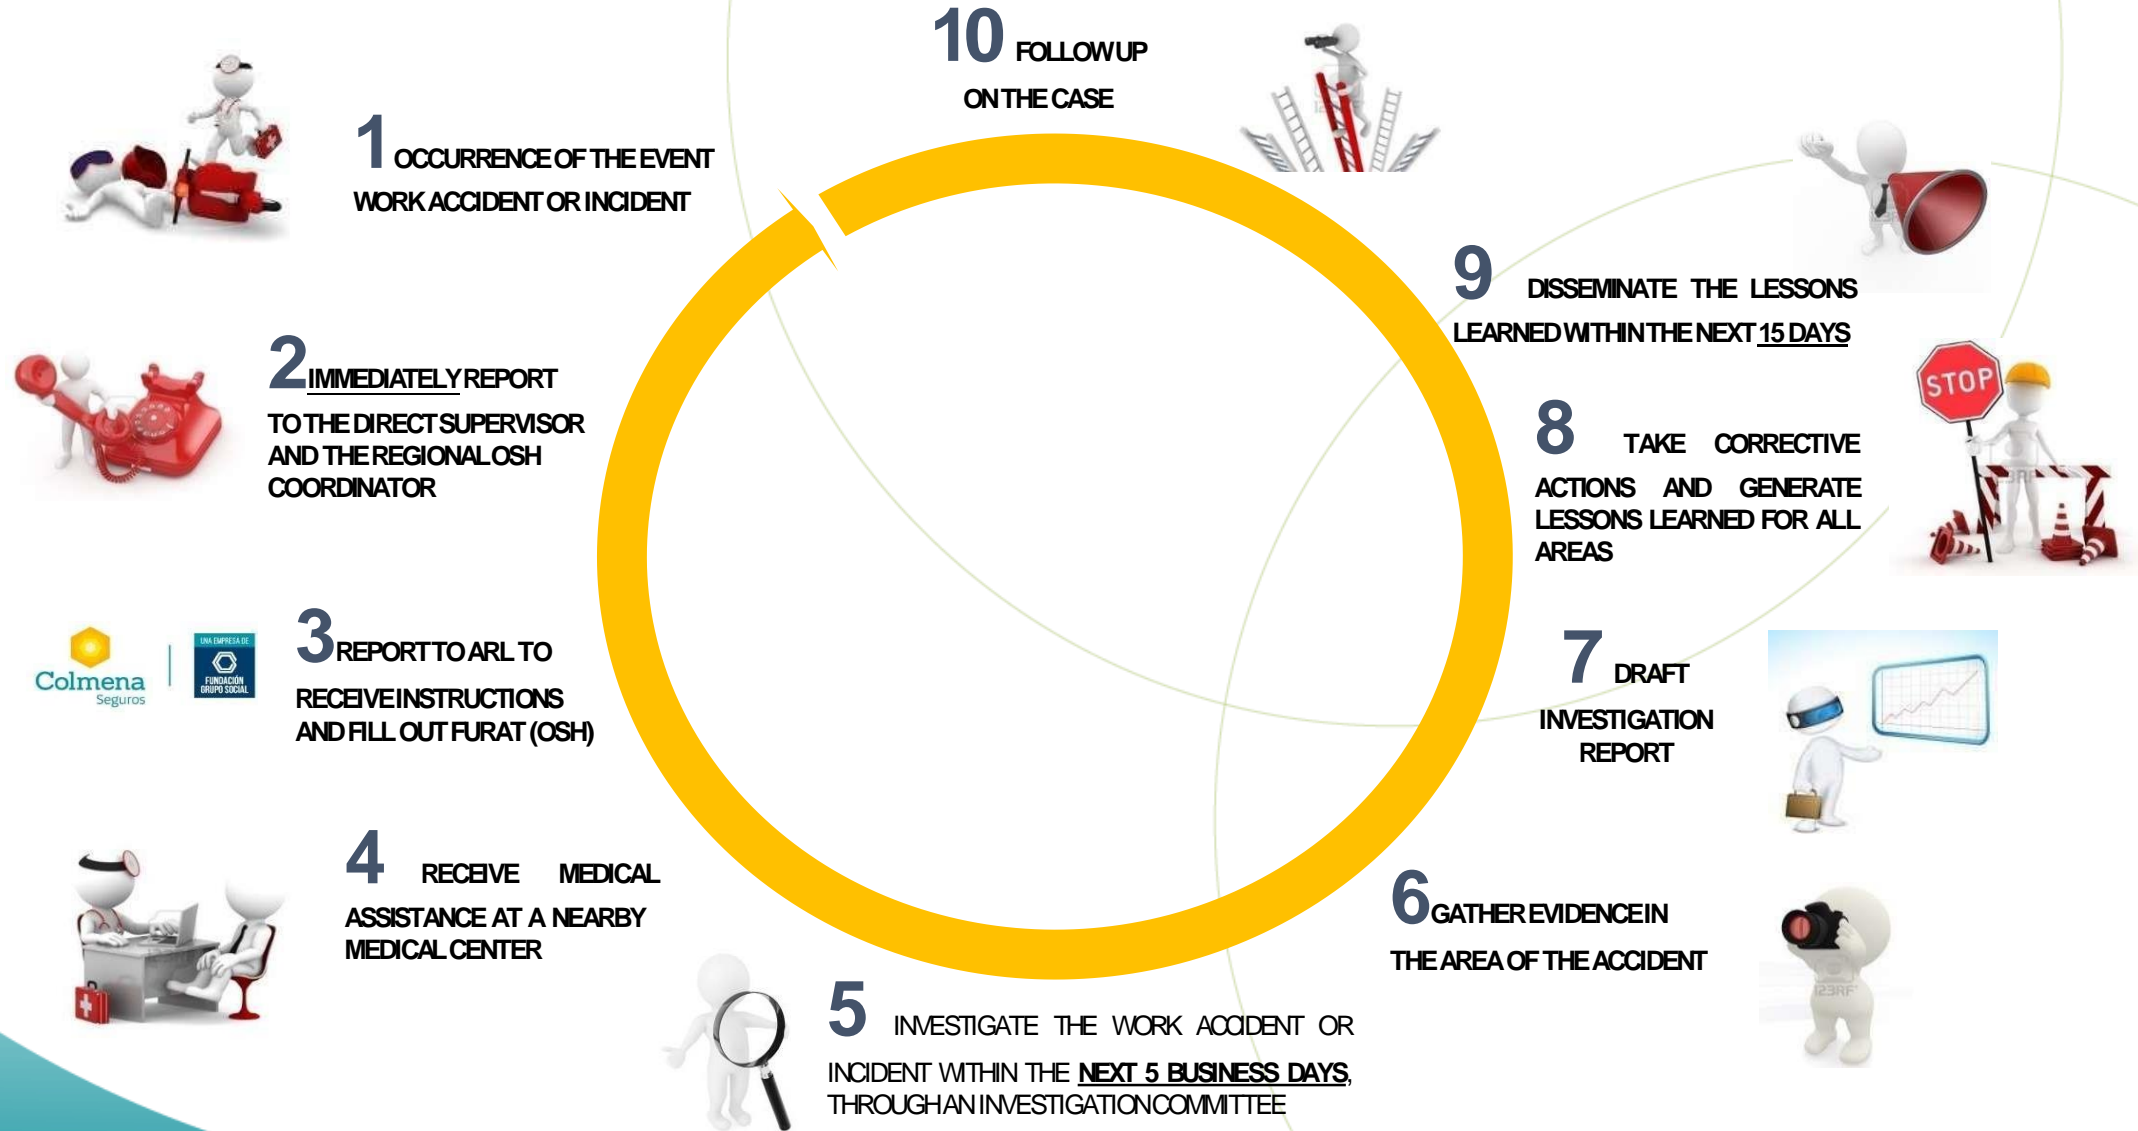 1 OCCURRENCE OF THE EVENT
WORK ACCIDENT OR INCIDENT
2 IMMEDIATELY REPORT
TO THE DIRECT SUPERVISOR
AND THE REGIONAL OSH
COORDINATOR
Colmena
Seguros
UNA EMPRESA DE
FUNDACIÓN
GRUPO SOCIAL
3 REPORT TO ARL TO
RECEIVE INSTRUCTIONS
AND FILL OUT FURAT (OSH)
4 RECEIVE MEDICAL
ASSISTANCE AT A NEARBY
MEDICAL CENTER
5 INVESTIGATE THE WORK ACCIDENT OR
INCIDENT WITHIN THE NEXT 5 BUSINESS DAYS,
THROUGH AN INVESTIGATION COMMITTEE
6 GATHER EVIDENCE IN
THE AREA OF THE ACCIDENT
123RF
7 DRAFT
INVESTIGATION
REPORT
8 TAKE CORRECTIVE
ACTIONS AND GENERATE
LESSONS LEARNED FOR ALL
AREAS
STOP
9 DISSEMINATE THE LESSONS
LEARNED WITHIN THE NEXT 15 DAYS
10 FOLLOW UP
ON THE CASE